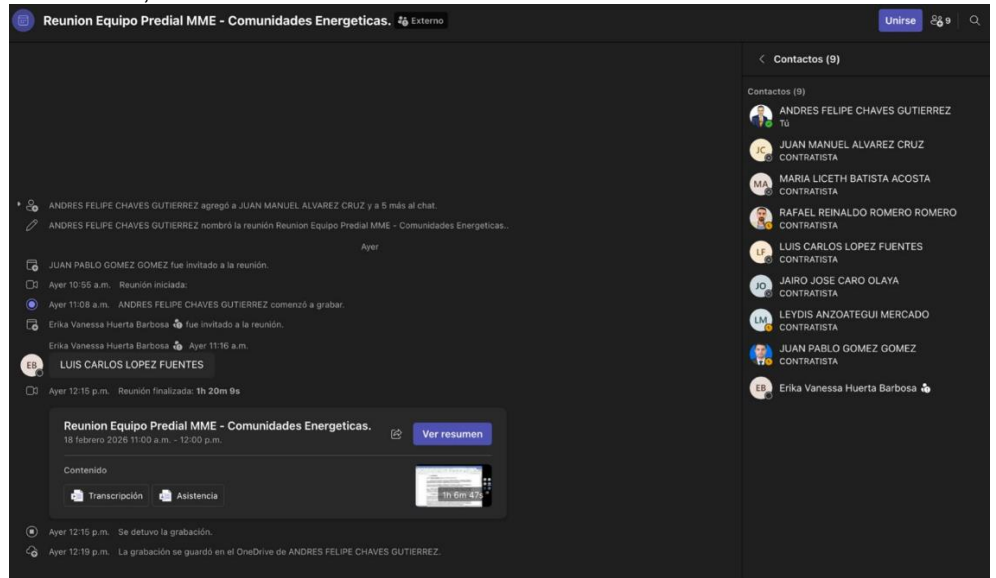 Reunion Equipo Predial MME - Comunidades Energeticas. Externo
Unirse 9
Contactos (9)
Contactos (9)
ANDRES FELIPE CHAVES GUTIERREZ
Tú
JC JUAN MANUEL ALVAREZ CRUZ
CONTRATISTA
MA MARIA LICETH BATISTA ACOSTA
CONTRATISTA
RAFAEL REINALDO ROMERO ROMERO
CONTRATISTA
LF LUIS CARLOS LOPEZ FUENTES
CONTRATISTA
JO JAIRO JOSE CARO OLAYA
CONTRATISTA
LM LEYDIS ANZOATEGUI MERCADO
CONTRATISTA
JUAN PABLO GOMEZ GOMEZ
CONTRATISTA
EB Erika Vanessa Huerta Barbosa
ANDRES FELIPE CHAVES GUTIERREZ agregó a JUAN MANUEL ALVAREZ CRUZ y a 5 más al chat.
ANDRES FELIPE CHAVES GUTIERREZ nombró la reunión Reunion Equipo Predial MME - Comunidades Energeticas..
Ayer
JUAN PABLO GOMEZ GOMEZ fue invitado a la reunión.
Ayer 10:55 a.m. Reunión iniciada:
Ayer 11:08 a.m. ANDRES FELIPE CHAVES GUTIERREZ comenzó a grabar.
Erika Vanessa Huerta Barbosa fue invitado a la reunión.
Erika Vanessa Huerta Barbosa Ayer 11:16 a.m.
EB LUIS CARLOS LOPEZ FUENTES
Ayer 12:15 p.m. Reunión finalizada: 1h 20m 9s
Reunion Equipo Predial MME - Comunidades Energeticas.
18 febrero 2026 11:00 a.m. - 12:00 p.m.
Ver resumen
Contenido
Transcripción Asistencia
1h 6m 47s
Ayer 12:15 p.m. Se detuvo la grabación.
Ayer 12:19 p.m. La grabación se guardó en el OneDrive de ANDRES FELIPE CHAVES GUTIERREZ.